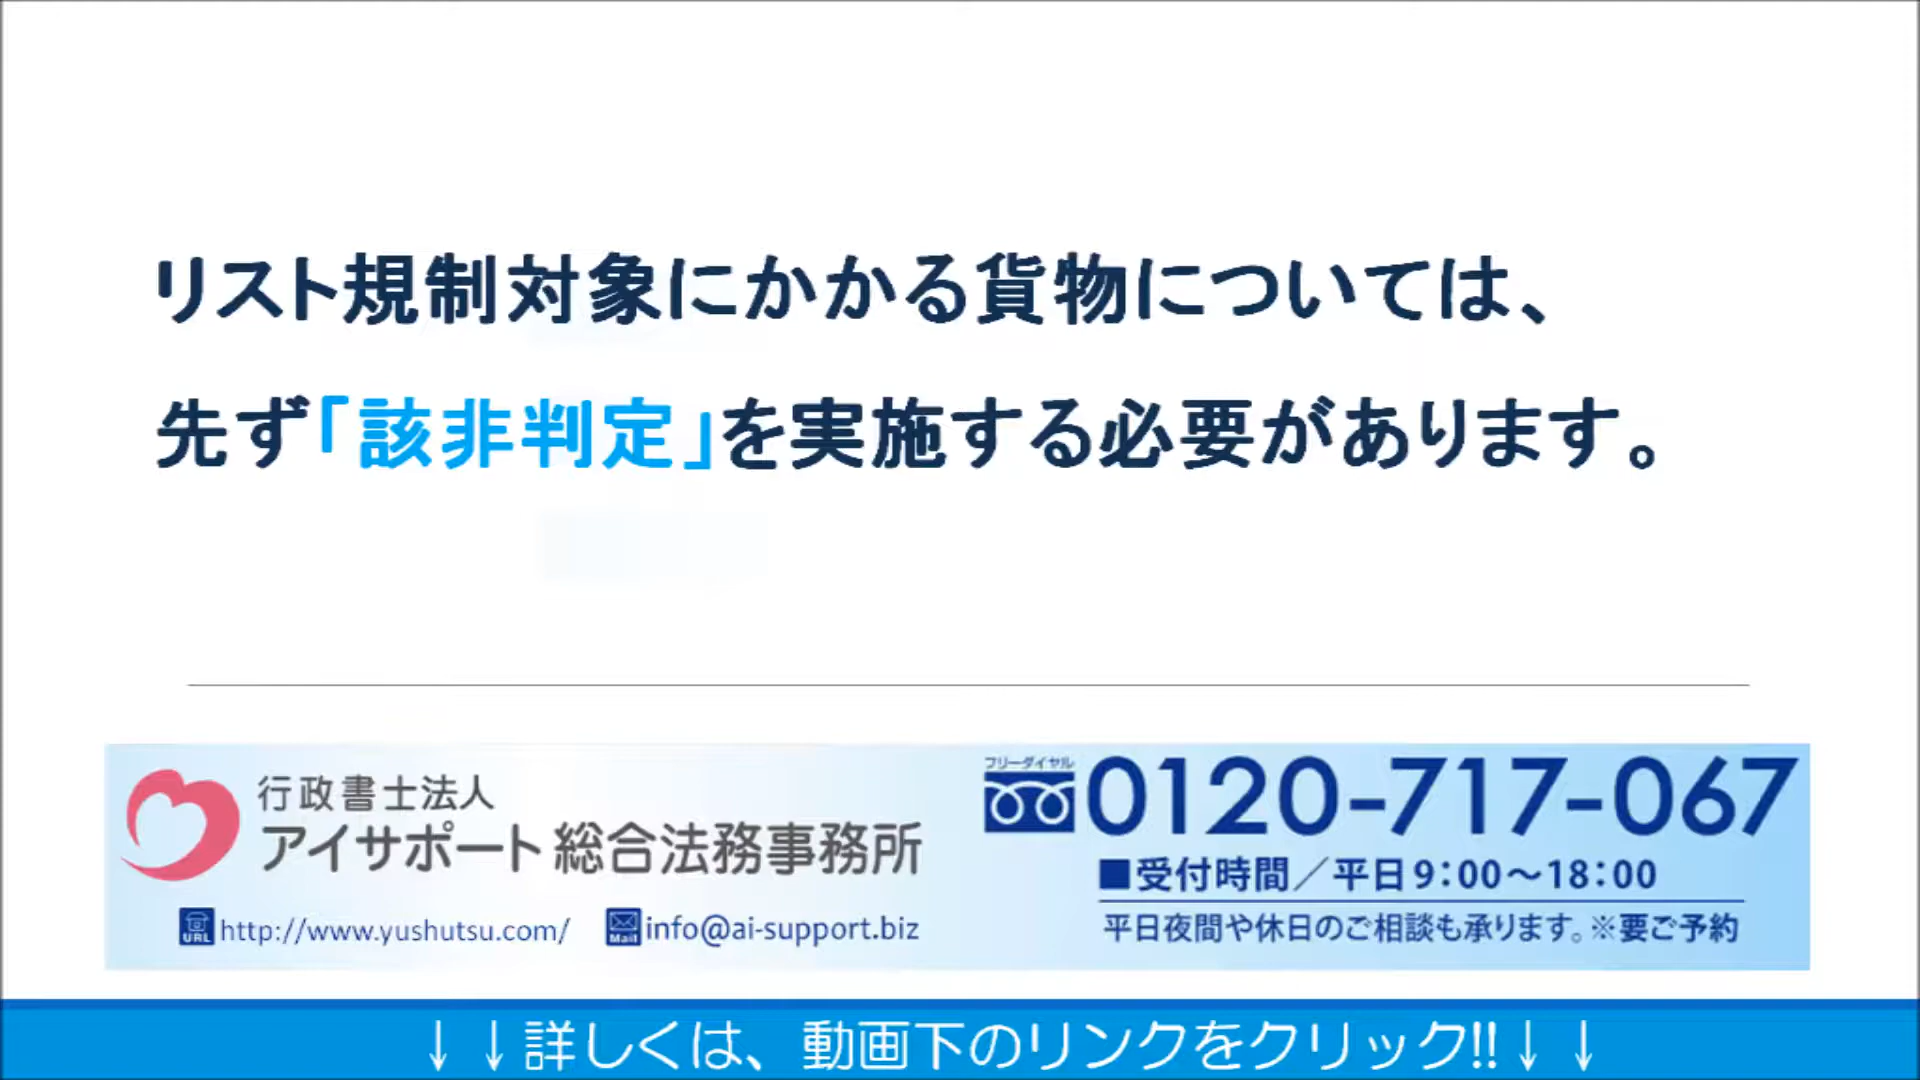 リスト規制対象にかかる貨物については、
先ず「該非判定」を実施する必要があります。
行政書士法人
アイサポート総合法務事務所
URL http://www.yushutsu.com/
Mail info@ai-support.biz
フリーダイヤル
0120-717-067
■受付時間／平日9:00～18:00
平日夜間や休日のご相談も承ります。※要ご予約
↓↓詳しくは、動画下のリンクをクリック!!↓↓